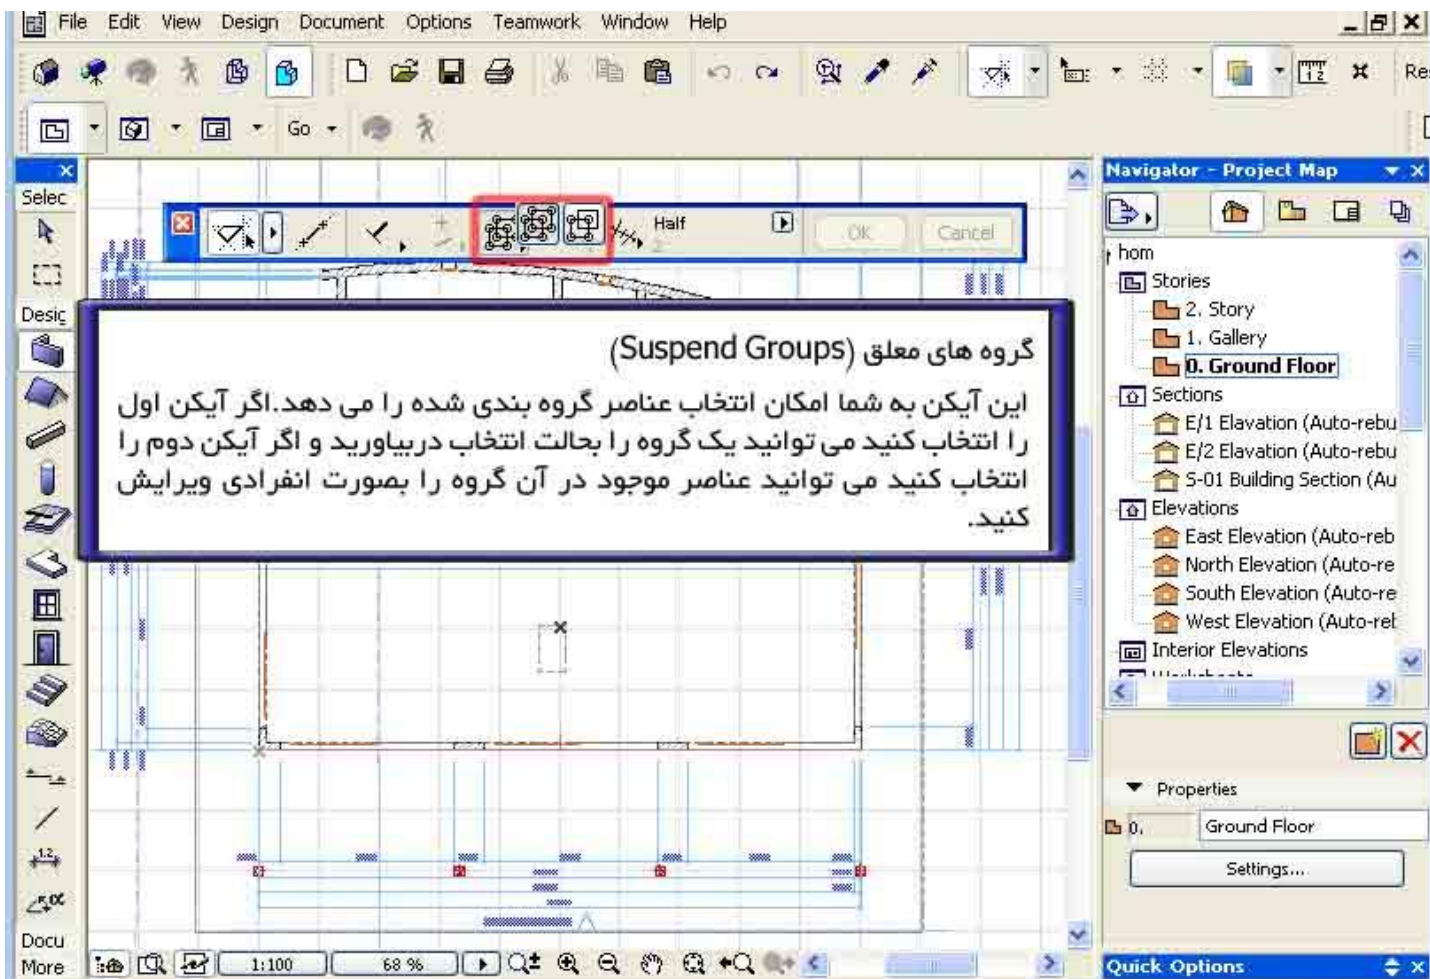 File Edit View Design Document Options Teamwork Window Help
Go
Navigator - Project Map
Selec
Half
2
OK
Cancel
hom
Stories
2. Story
1. Gallery
0. Ground Floor
Sections
E/1 Elavation (Auto-rebu
E/2 Elavation (Auto-rebu
S-01 Building Section (Au
Elevations
East Elevation (Auto-reb
North Elevation (Auto-re
South Elevation (Auto-re
West Elevation (Auto-reb
Interior Elevations
Desig
گروه های معلق (Suspend Groups)
این آیکن به شما امکان انتخاب عناصر گروه بندی شده را می دهد.اگر آیکن اول
را انتخاب کنید می توانید یک گروه را بحالت انتخاب دربیاورید و اگر آیکن دوم را
انتخاب کنید می توانید عناصر موجود در آن گروه را بصورت انفرادی ویرایش
کنید.
Properties
0.
Ground Floor
Settings...
Docu
More
1:100
68 %
Quick Options